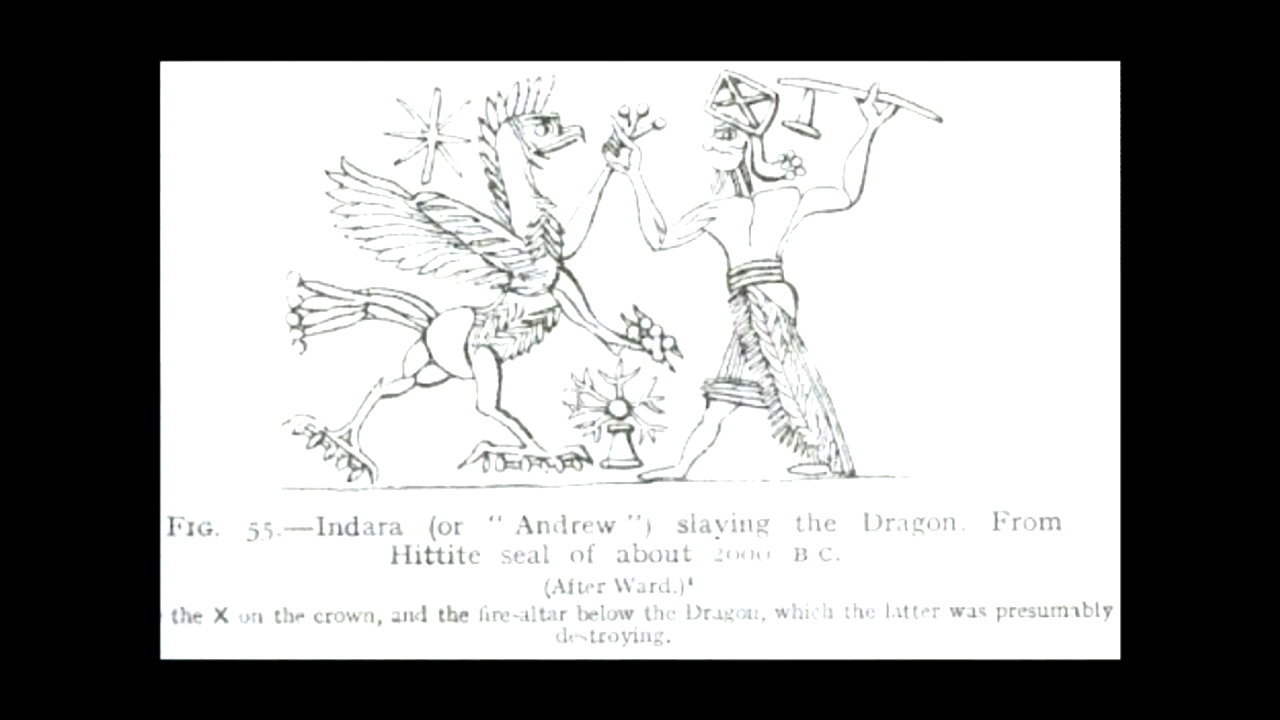 FIG. 55.—Indara (or "Andrew") slaying the Dragon. From
Hittite seal of about 2000 B C.
(After Ward.)⁴
the X on the crown, and the fire-altar below the Dragon, which the latter was presumably
destroying.